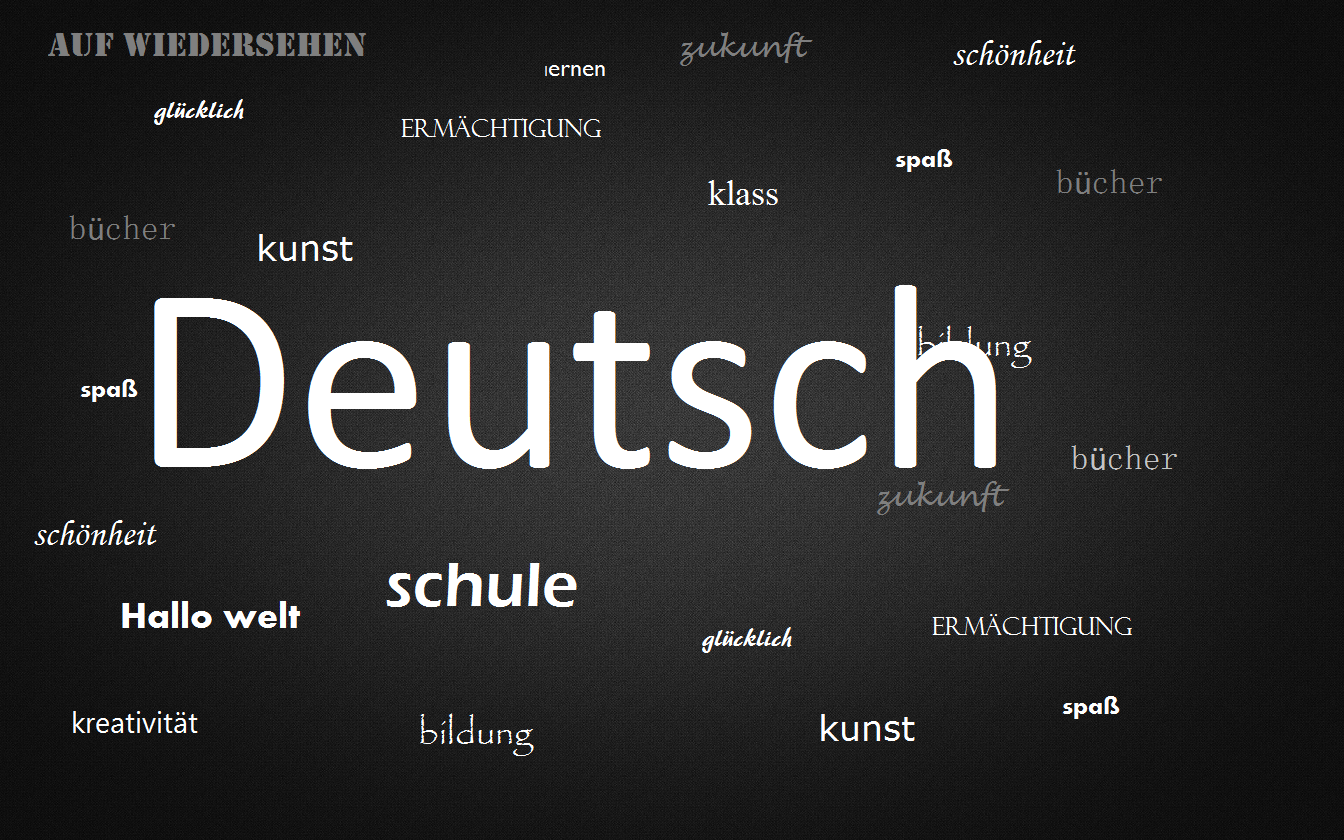 AUF WIEDERSEHEN
zukunft
schönheit
lernen
glücklich
ERMÄCHTIGUNG
spaß
klass
bücher
bücher
kunst
Deutsch
bildung
spaß
bücher
zukunft
schönheit
schule
Hallo welt
glücklich
ERMÄCHTIGUNG
spaß
kreativität
bildung
kunst